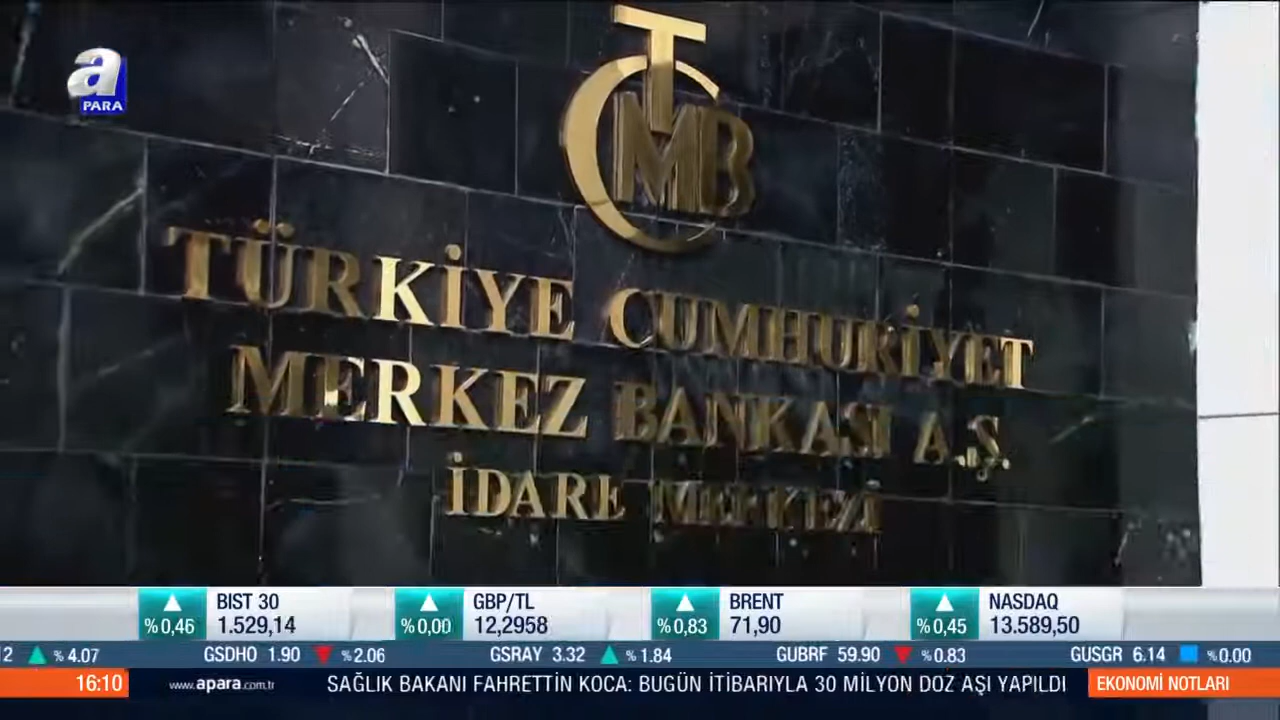 a
PARA
TCMB
TÜRKİYE CUMHURİYET
MERKEZ BANKASI A.Ş.
İDARE MERKEZİ
%0,46 BIST 30 1.529,14
%0,00 GBP/TL 12,2958
%0,83 BRENT 71,90
%0,45 NASDAQ 13.589,50
2 %4.07 GSDHO 1.90 %2.06 GSRAY 3.32 %1.84 GUBRF 59.90 %0.83 GUSGR 6.14 %0.00
16:10 www.apara.com.tr SAĞLIK BAKANI FAHRETTİN KOCA: BUGÜN İTİBARIYLA 30 MİLYON DOZ AŞI YAPILDI EKONOMİ NOTLARI